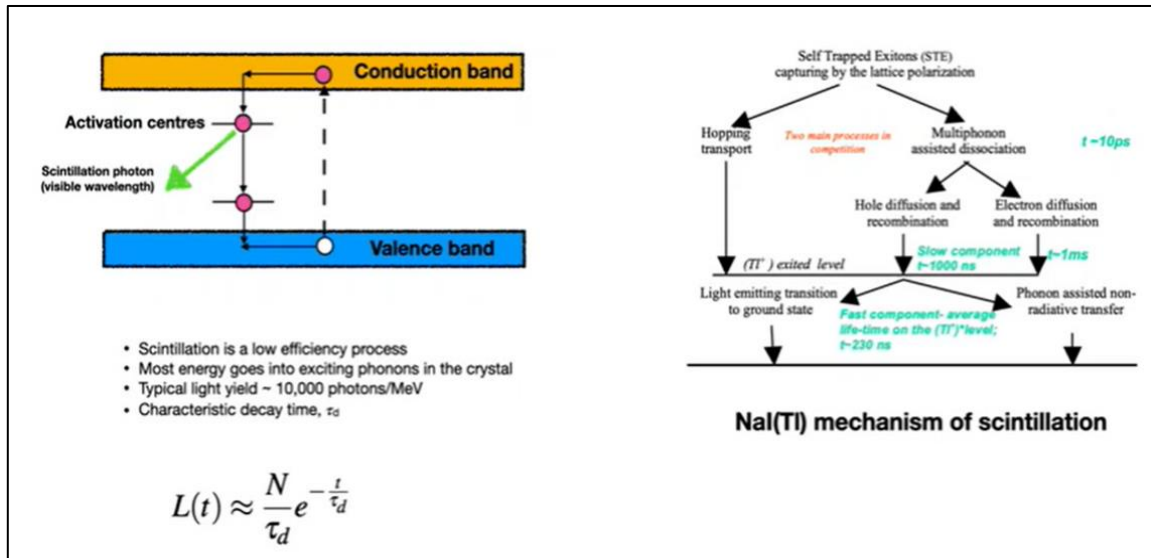 Conduction band
Activation centres
Scintillation photon
(visible wavelength)
Valence band
• Scintillation is a low efficiency process
• Most energy goes into exciting phonons in the crystal
• Typical light yield ~ 10,000 photons/MeV
• Characteristic decay time, τd
L(t) ≈ N/τd e^(-t/τd)
Self Trapped Exitons (STE)
capturing by the lattice polarization
Hopping
transport
Two main processes in
competition
Multiphonon
assisted dissociation
t ~10ps
Hole diffusion and
recombination
Electron diffusion
and recombination
Slow component
t~1000 ns
t~1ms
(Tl⁺) exited level
Light emitting transition
to ground state
Fast component- average
life-time on the (Tl⁺)*level;
t~230 ns
Phonon assisted non-
radiative transfer
NaI(Tl) mechanism of scintillation